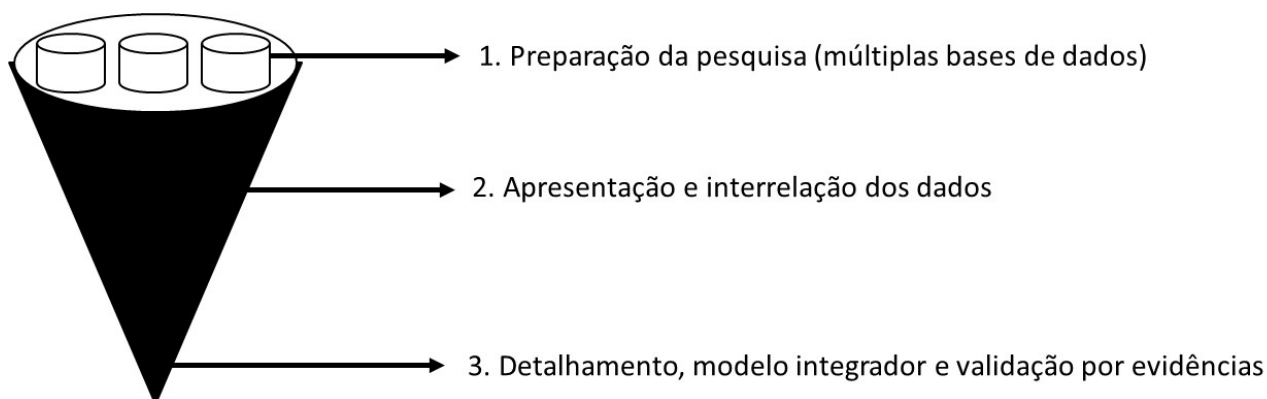 1. Preparação da pesquisa (múltiplas bases de dados)
2. Apresentação e interrelação dos dados
3. Detalhamento, modelo integrador e validação por evidências